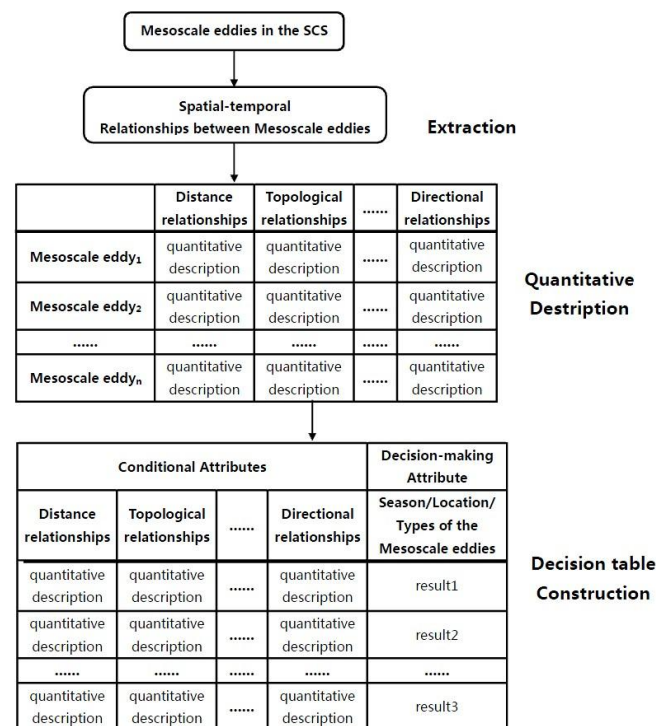 Mesoscale eddies in the SCS
Spatial-temporal
Relationships between Mesoscale eddies
Extraction
Distance Topological ...... Directional
relationships relationships relationships
Mesoscale eddy₁ quantitative quantitative ...... quantitative
description description description
Mesoscale eddy₂ quantitative quantitative ...... quantitative
description description description
...... ...... ...... ...... ......
Mesoscale eddyₙ quantitative quantitative ...... quantitative
description description description
Quantitative
Destription
Conditional Attributes Decision-making
Attribute
Distance Topological ...... Directional Season/Location/
relationships relationships relationships Types of the
Mesoscale eddies
quantitative quantitative ...... quantitative result1
description description description
quantitative quantitative ...... quantitative result2
description description description
...... ...... ...... ...... ......
quantitative quantitative ...... quantitative result3
description description description
Decision table
Construction